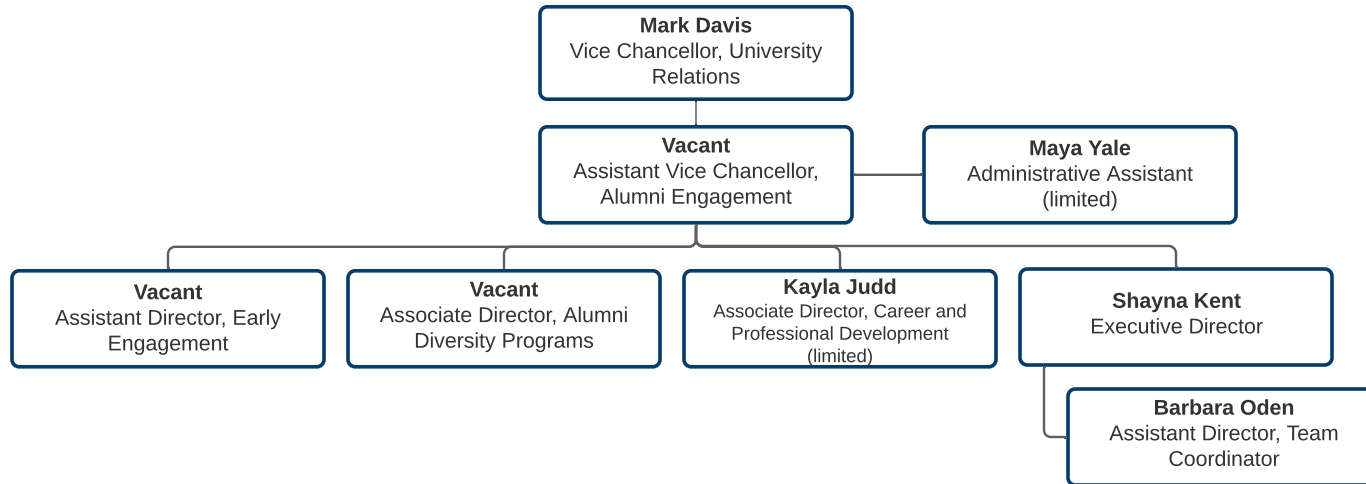 Mark Davis
Vice Chancellor, University
Relations
Vacant
Assistant Vice Chancellor,
Alumni Engagement
Maya Yale
Administrative Assistant
(limited)
Vacant
Assistant Director, Early
Engagement
Vacant
Associate Director, Alumni
Diversity Programs
Kayla Judd
Associate Director, Career and
Professional Development
(limited)
Shayna Kent
Executive Director
Barbara Oden
Assistant Director, Team
Coordinator